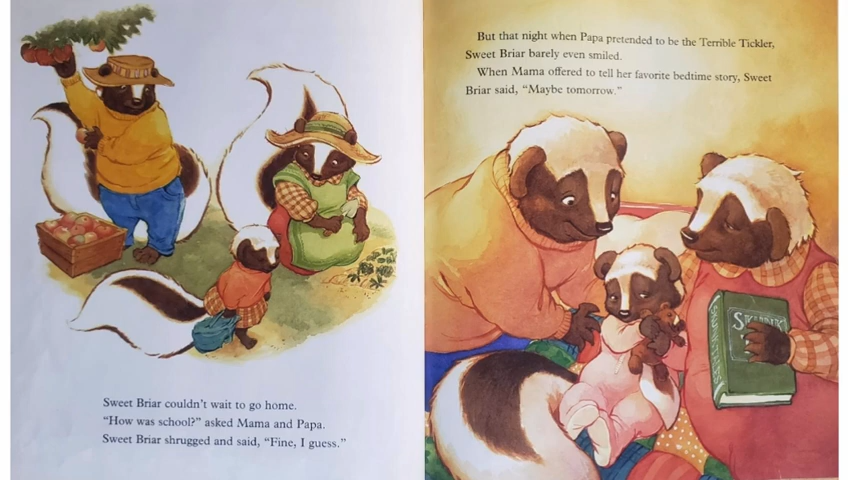 Sweet Briar couldn't wait to go home.
"How was school?" asked Mama and Papa.
Sweet Briar shrugged and said, "Fine, I guess."
But that night when Papa pretended to be the Terrible Tickler,
Sweet Briar barely even smiled.
When Mama offered to tell her favorite bedtime story, Sweet
Briar said, "Maybe tomorrow."